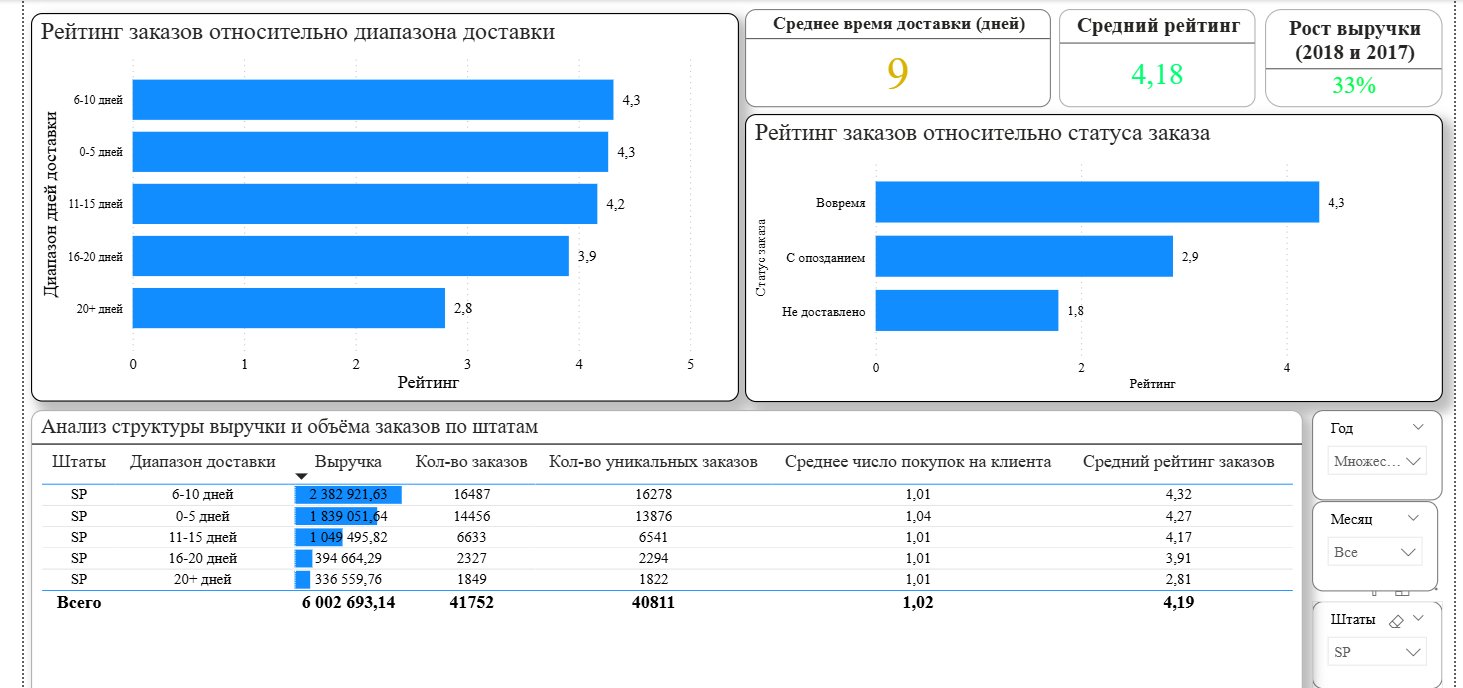 Рейтинг заказов относительно диапазона доставки
Диапазон дней доставки
6-10 дней 4,3
0-5 дней 4,3
11-15 дней 4,2
16-20 дней 3,9
20+ дней 2,8
0 1 2 3 4 5
Рейтинг
Среднее время доставки (дней)
9
Средний рейтинг
4,18
Рост выручки
(2018 и 2017)
33%
Рейтинг заказов относительно статуса заказа
Статус заказа
Вовремя 4,3
С опозданием 2,9
Не доставлено 1,8
0 2 4
Рейтинг
Анализ структуры выручки и объёма заказов по штатам
Штаты Диапазон доставки Выручка Кол-во заказов Кол-во уникальных заказов Среднее число покупок на клиента Средний рейтинг заказов
SP 6-10 дней 2 382 921,63 16487 16278 1,01 4,32
SP 0-5 дней 1 839 051,64 14456 13876 1,04 4,27
SP 11-15 дней 1 049 495,82 6633 6541 1,01 4,17
SP 16-20 дней 394 664,29 2327 2294 1,01 3,91
SP 20+ дней 336 559,76 1849 1822 1,01 2,81
Всего 6 002 693,14 41752 40811 1,02 4,19
Год
Множес...
Месяц
Все
Штаты
SP